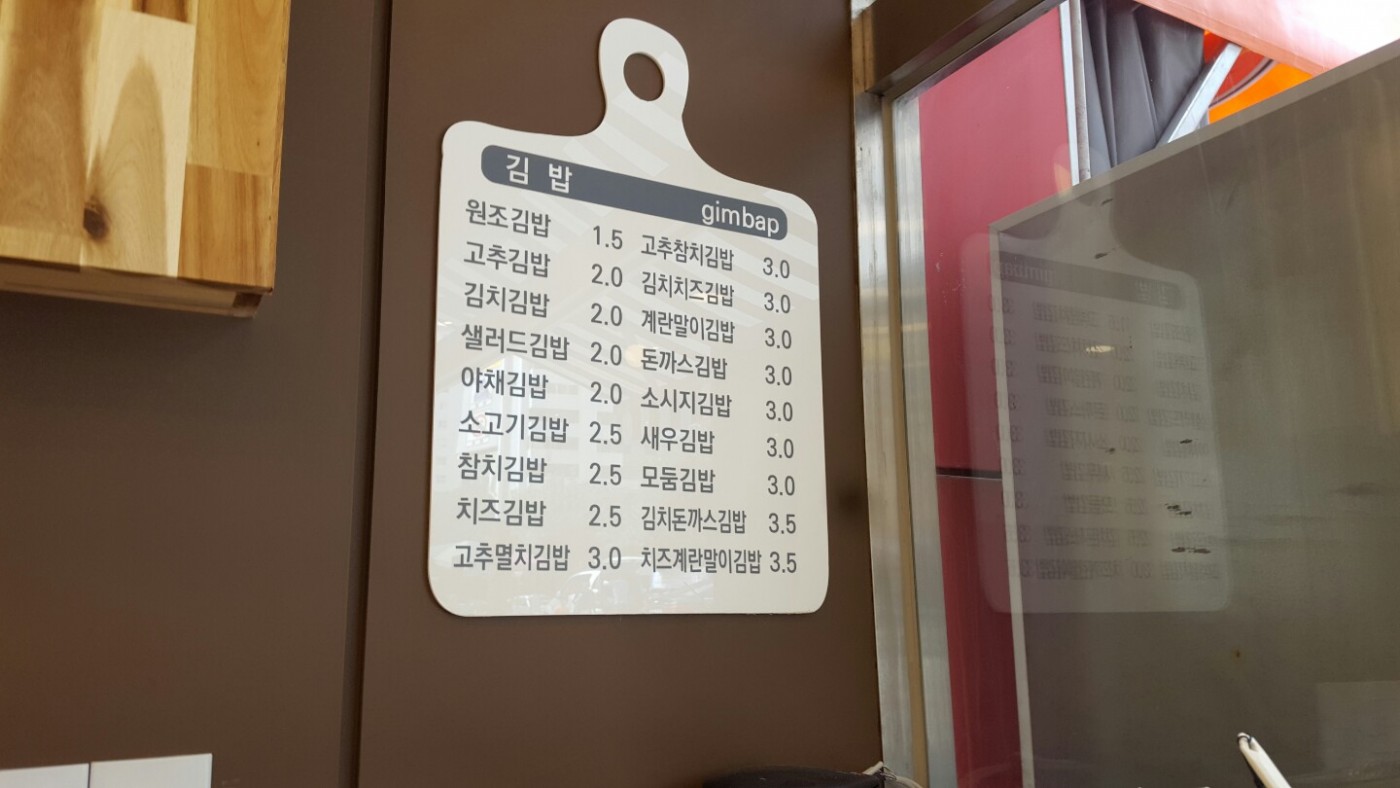 김 밥
gimbap
원조김밥 1.5
고추김밥 2.0
김치김밥 2.0
샐러드김밥 2.0
야채김밥 2.0
소고기김밥 2.5
참치김밥 2.5
치즈김밥 2.5
고추멸치김밥 3.0
고추참치김밥 3.0
김치치즈김밥 3.0
계란말이김밥 3.0
돈까스김밥 3.0
소시지김밥 3.0
새우김밥 3.0
모둠김밥 3.0
김치돈까스김밥 3.5
치즈계란말이김밥 3.5